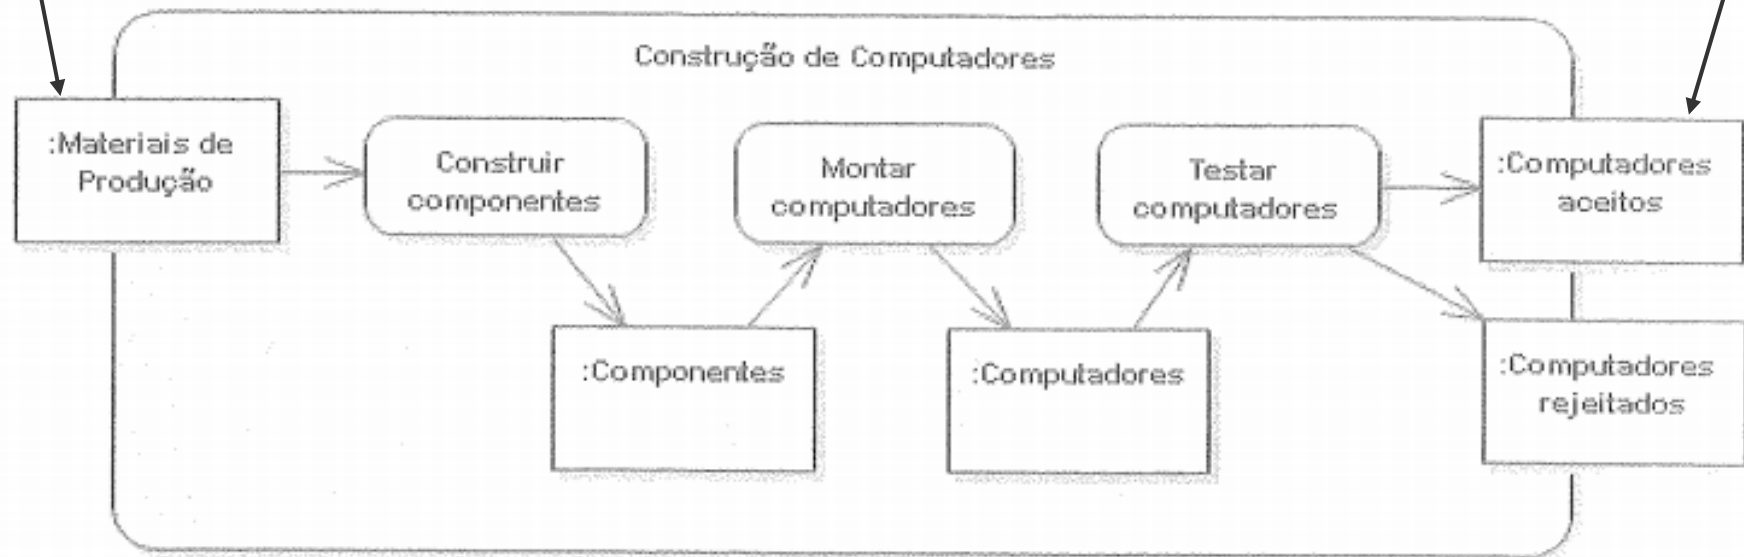 Construção de Computadores
:Materiais de
Produção
Construir
componentes
Montar
computadores
Testar
computadores
:Computadores
aceitos
:Componentes
:Computadores
:Computadores
rejeitados